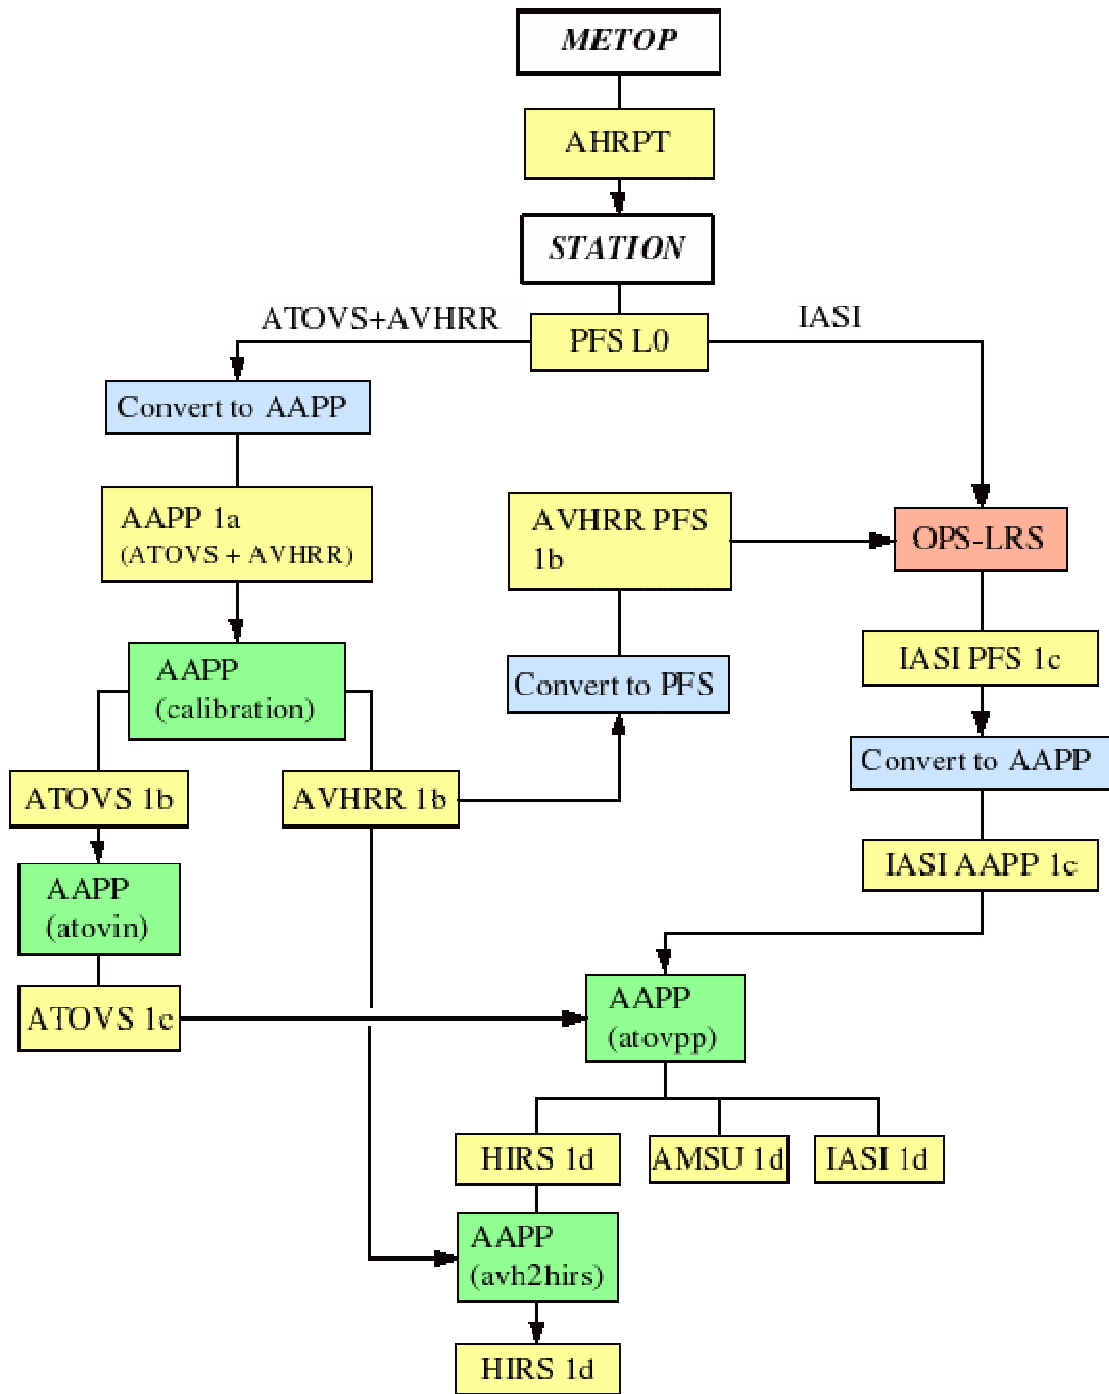 METOP
AHRPT
STATION
ATOVS+AVHRR
IASI
PFS L0
Convert to AAPP
AAPP 1a
(ATOVS + AVHRR)
AVHRR PFS
1b
OPS-LRS
AAPP
(calibration)
IASI PFS 1c
Convert to PFS
Convert to AAPP
ATOVS 1b
AVHRR 1b
IASI AAPP 1c
AAPP
(atovin)
AAPP
(atovpp)
ATOVS 1c
HIRS 1d
AMSU 1d
IASI 1d
AAPP
(avh2hirs)
HIRS 1d